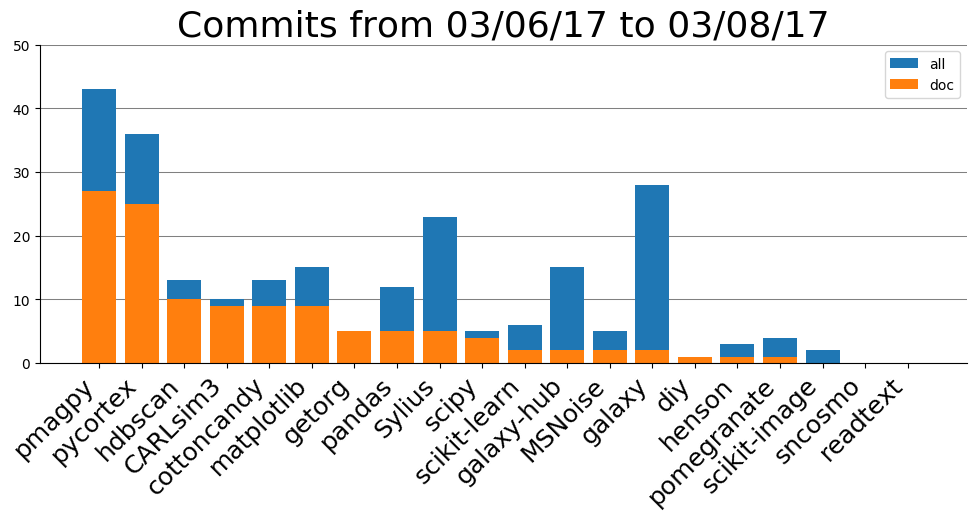 Commits from 03/06/17 to 03/08/17
50
40
30
20
10
0
all
doc
pmagpy
pycortex
hdbscan
CARLsim3
cottoncandy
matplotlib
getorg
pandas
Sylius
scipy
scikit-learn
galaxy-hub
MSNoise
galaxy
diy
henson
pomegranate
scikit-image
sncosmo
readtext